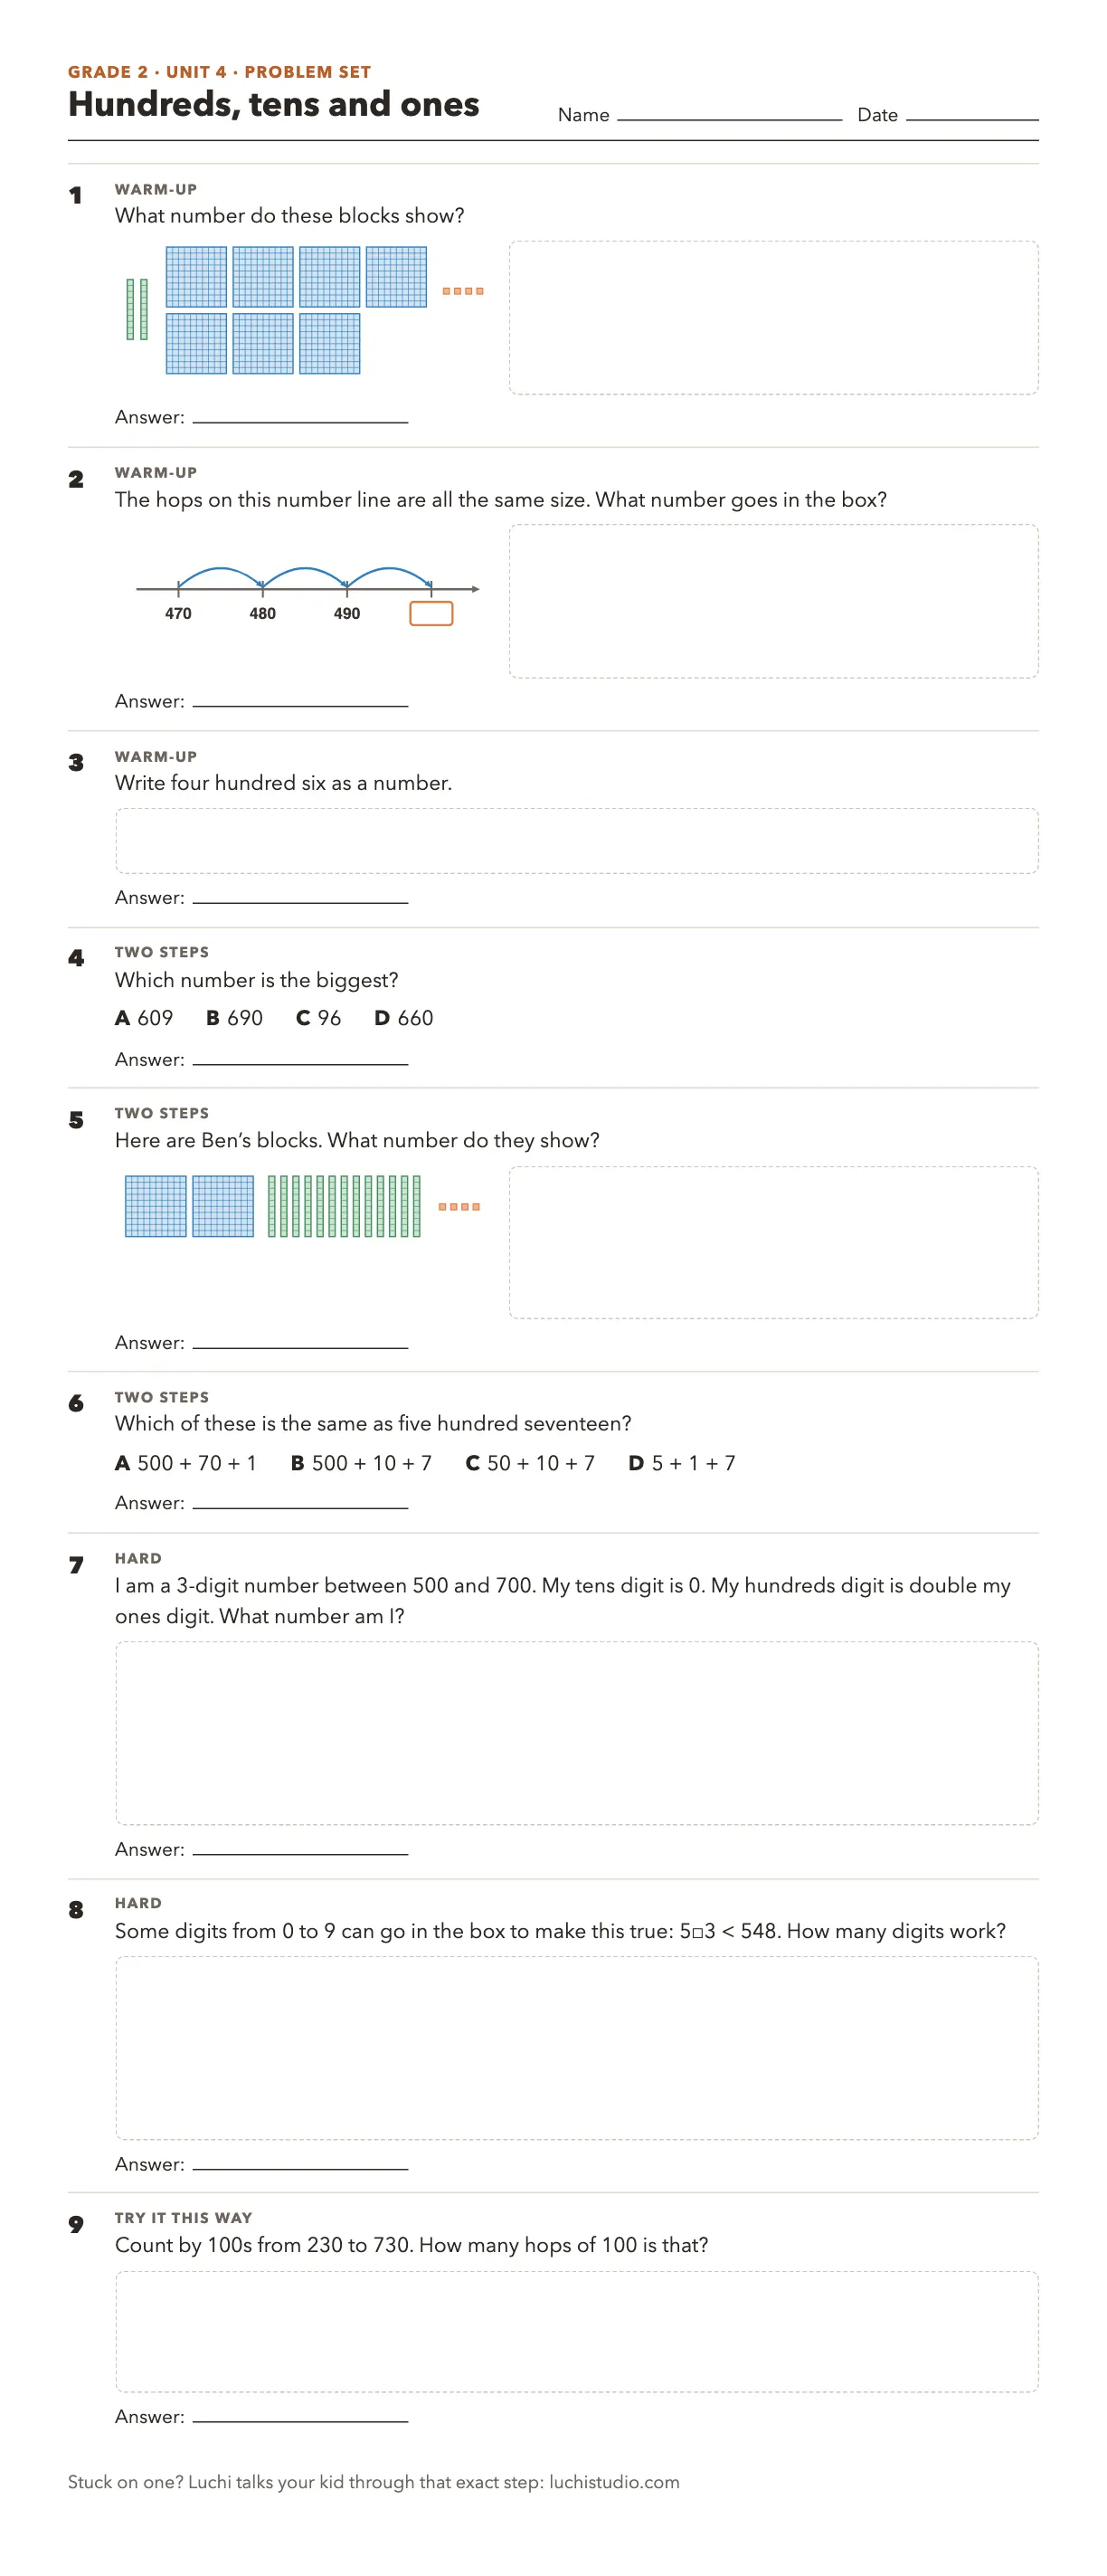 GRADE 2 · UNIT 4 · PROBLEM SET
Hundreds, tens and ones
Name Date
1
WARM-UP
What number do these blocks show?
Answer:
2
WARM-UP
The hops on this number line are all the same size. What number goes in the box?
470 480 490
Answer:
3
WARM-UP
Write four hundred six as a number.
Answer:
4
TWO STEPS
Which number is the biggest?
A 609 B 690 C 96 D 660
Answer:
5
TWO STEPS
Here are Ben’s blocks. What number do they show?
Answer:
6
TWO STEPS
Which of these is the same as five hundred seventeen?
A 500 + 70 + 1 B 500 + 10 + 7 C 50 + 10 + 7 D 5 + 1 + 7
Answer:
7
HARD
I am a 3-digit number between 500 and 700. My tens digit is 0. My hundreds digit is double my
ones digit. What number am I?
Answer:
8
HARD
Some digits from 0 to 9 can go in the box to make this true: 5□3 < 548. How many digits work?
Answer:
9
TRY IT THIS WAY
Count by 100s from 230 to 730. How many hops of 100 is that?
Answer:
Stuck on one? Luchi talks your kid through that exact step: luchistudio.com